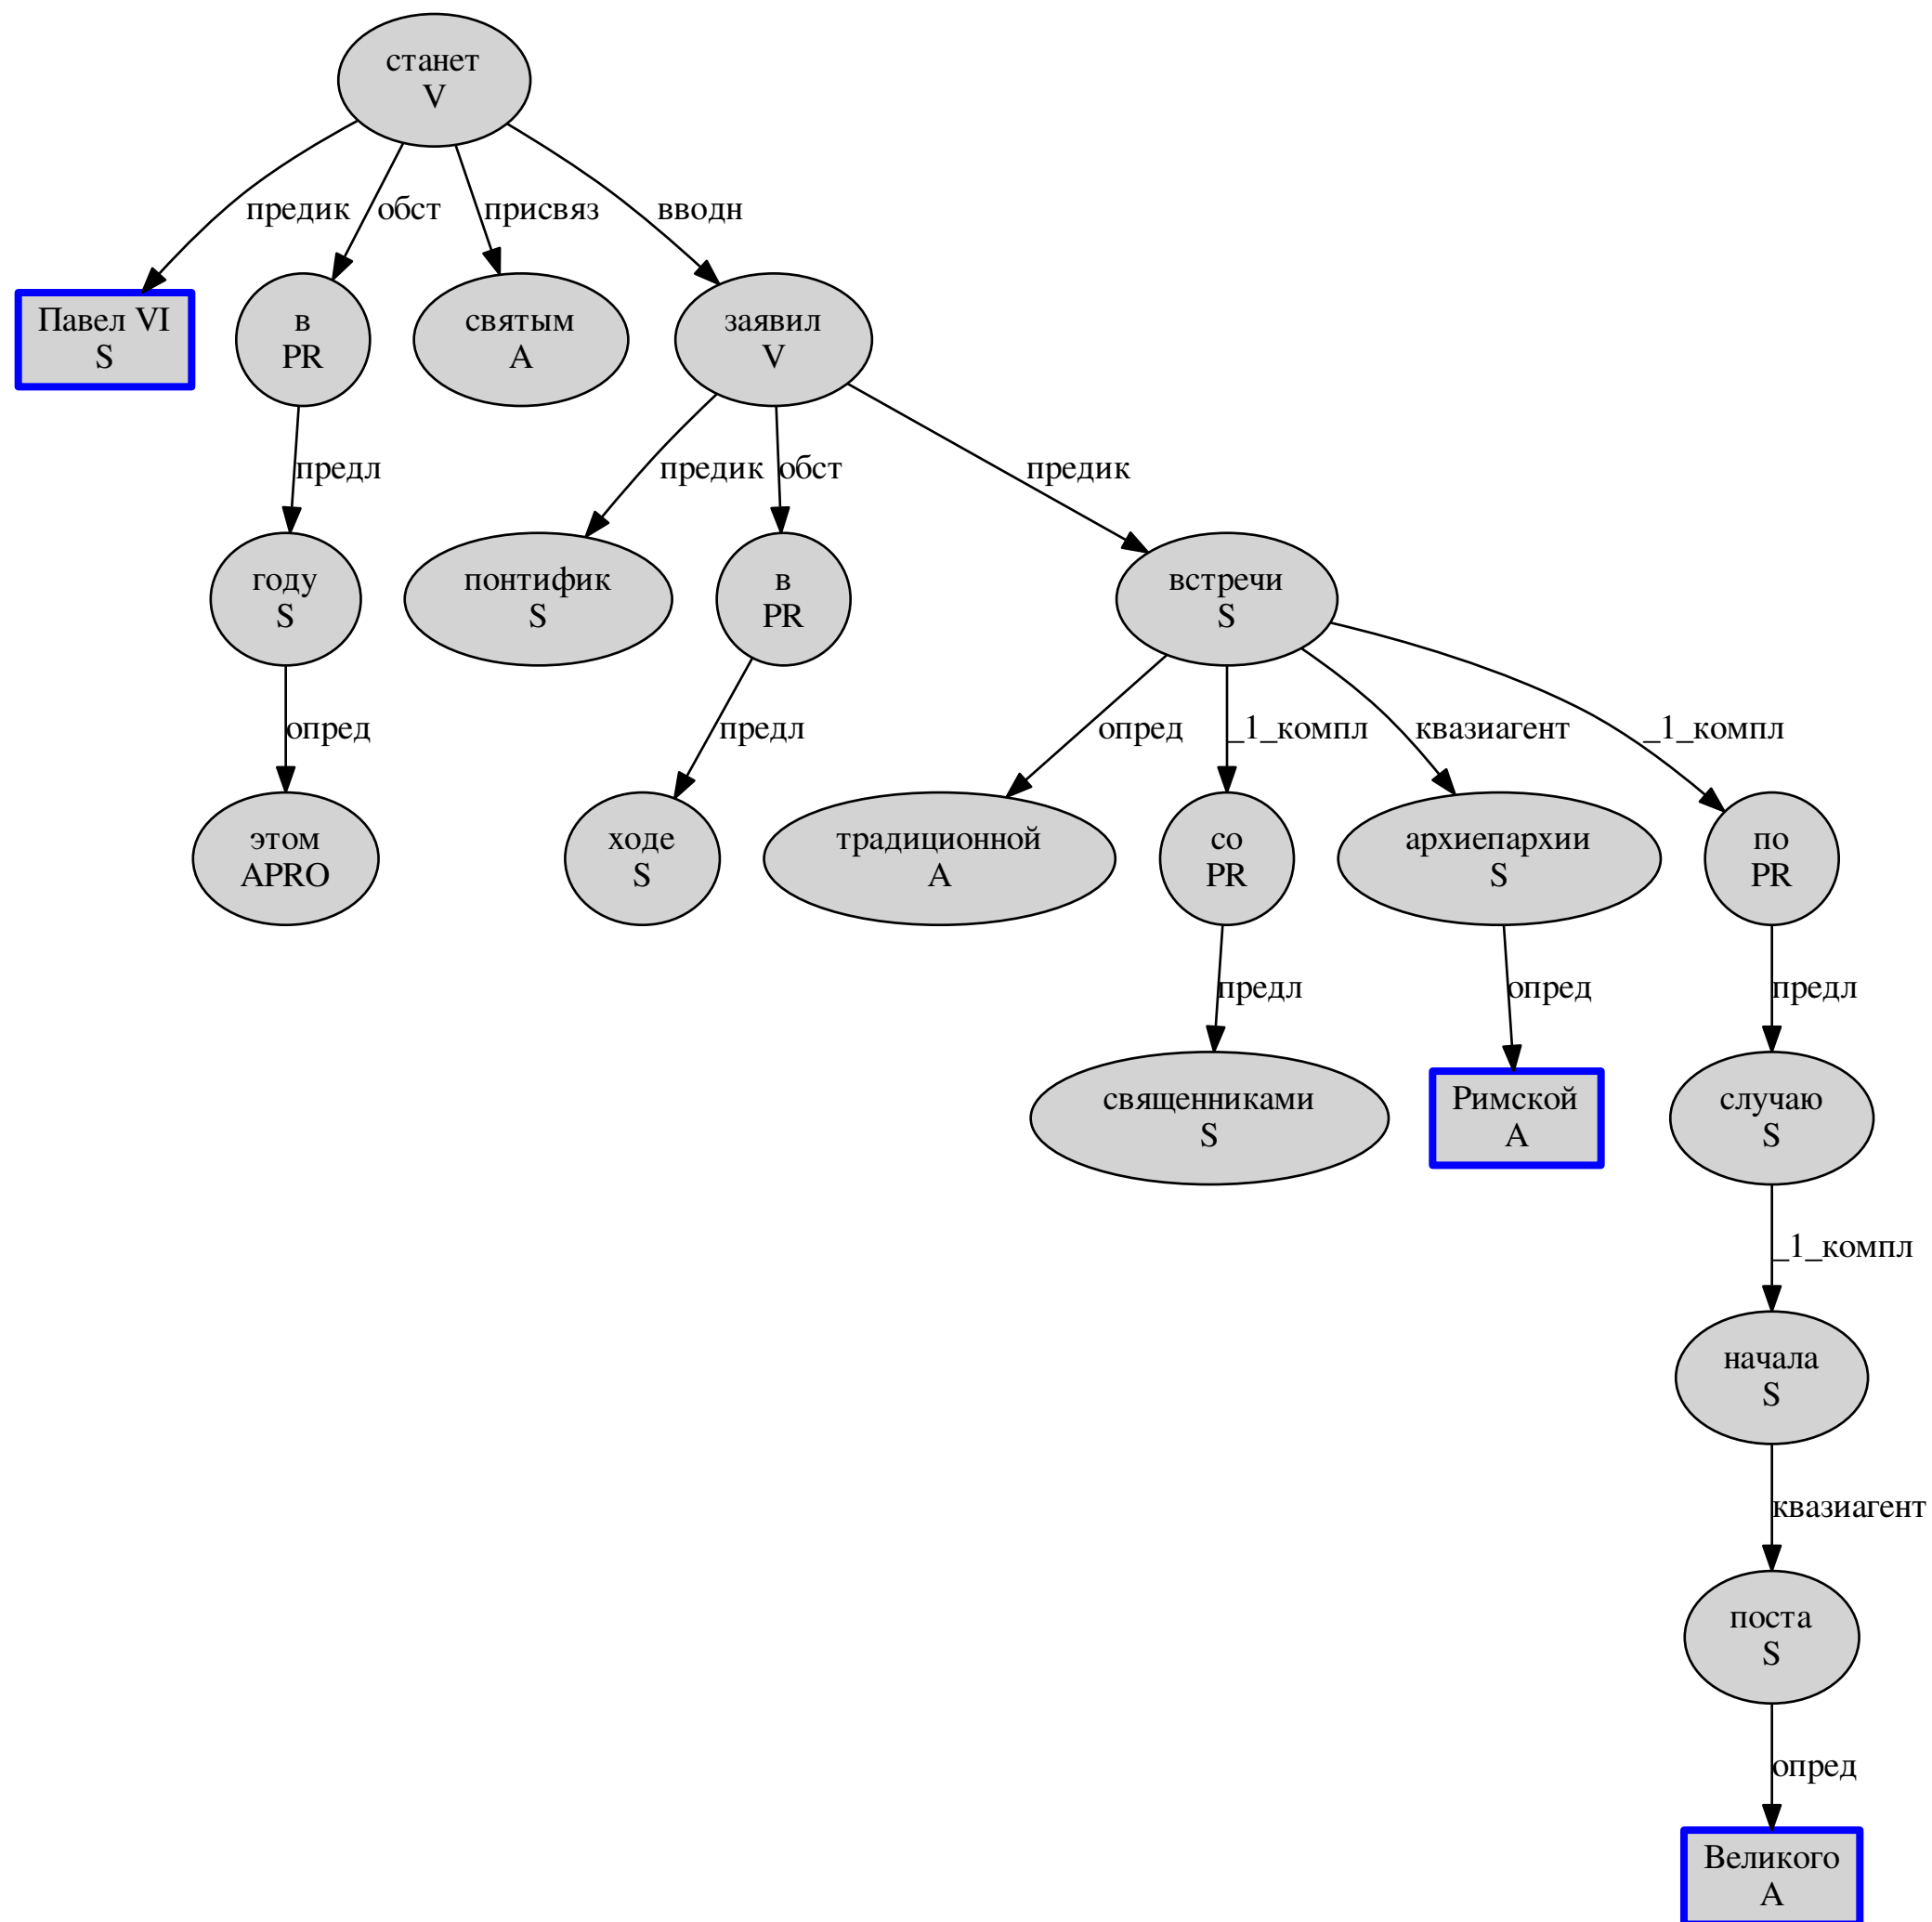 станет
V
предик
обст
присвяз
вводн
Павел VI
S
в
PR
святым
A
заявил
V
предл
предик
обст
предик
году
S
понтифик
S
в
PR
встречи
S
опред
предл
опред
_1_компл
квазиагент
_1_компл
этом
APRO
ходе
S
традиционной
A
со
PR
архиепархии
S
по
PR
предл
опред
предл
священниками
S
Римской
A
случаю
S
_1_компл
начала
S
квазиагент
поста
S
опред
Великого
A